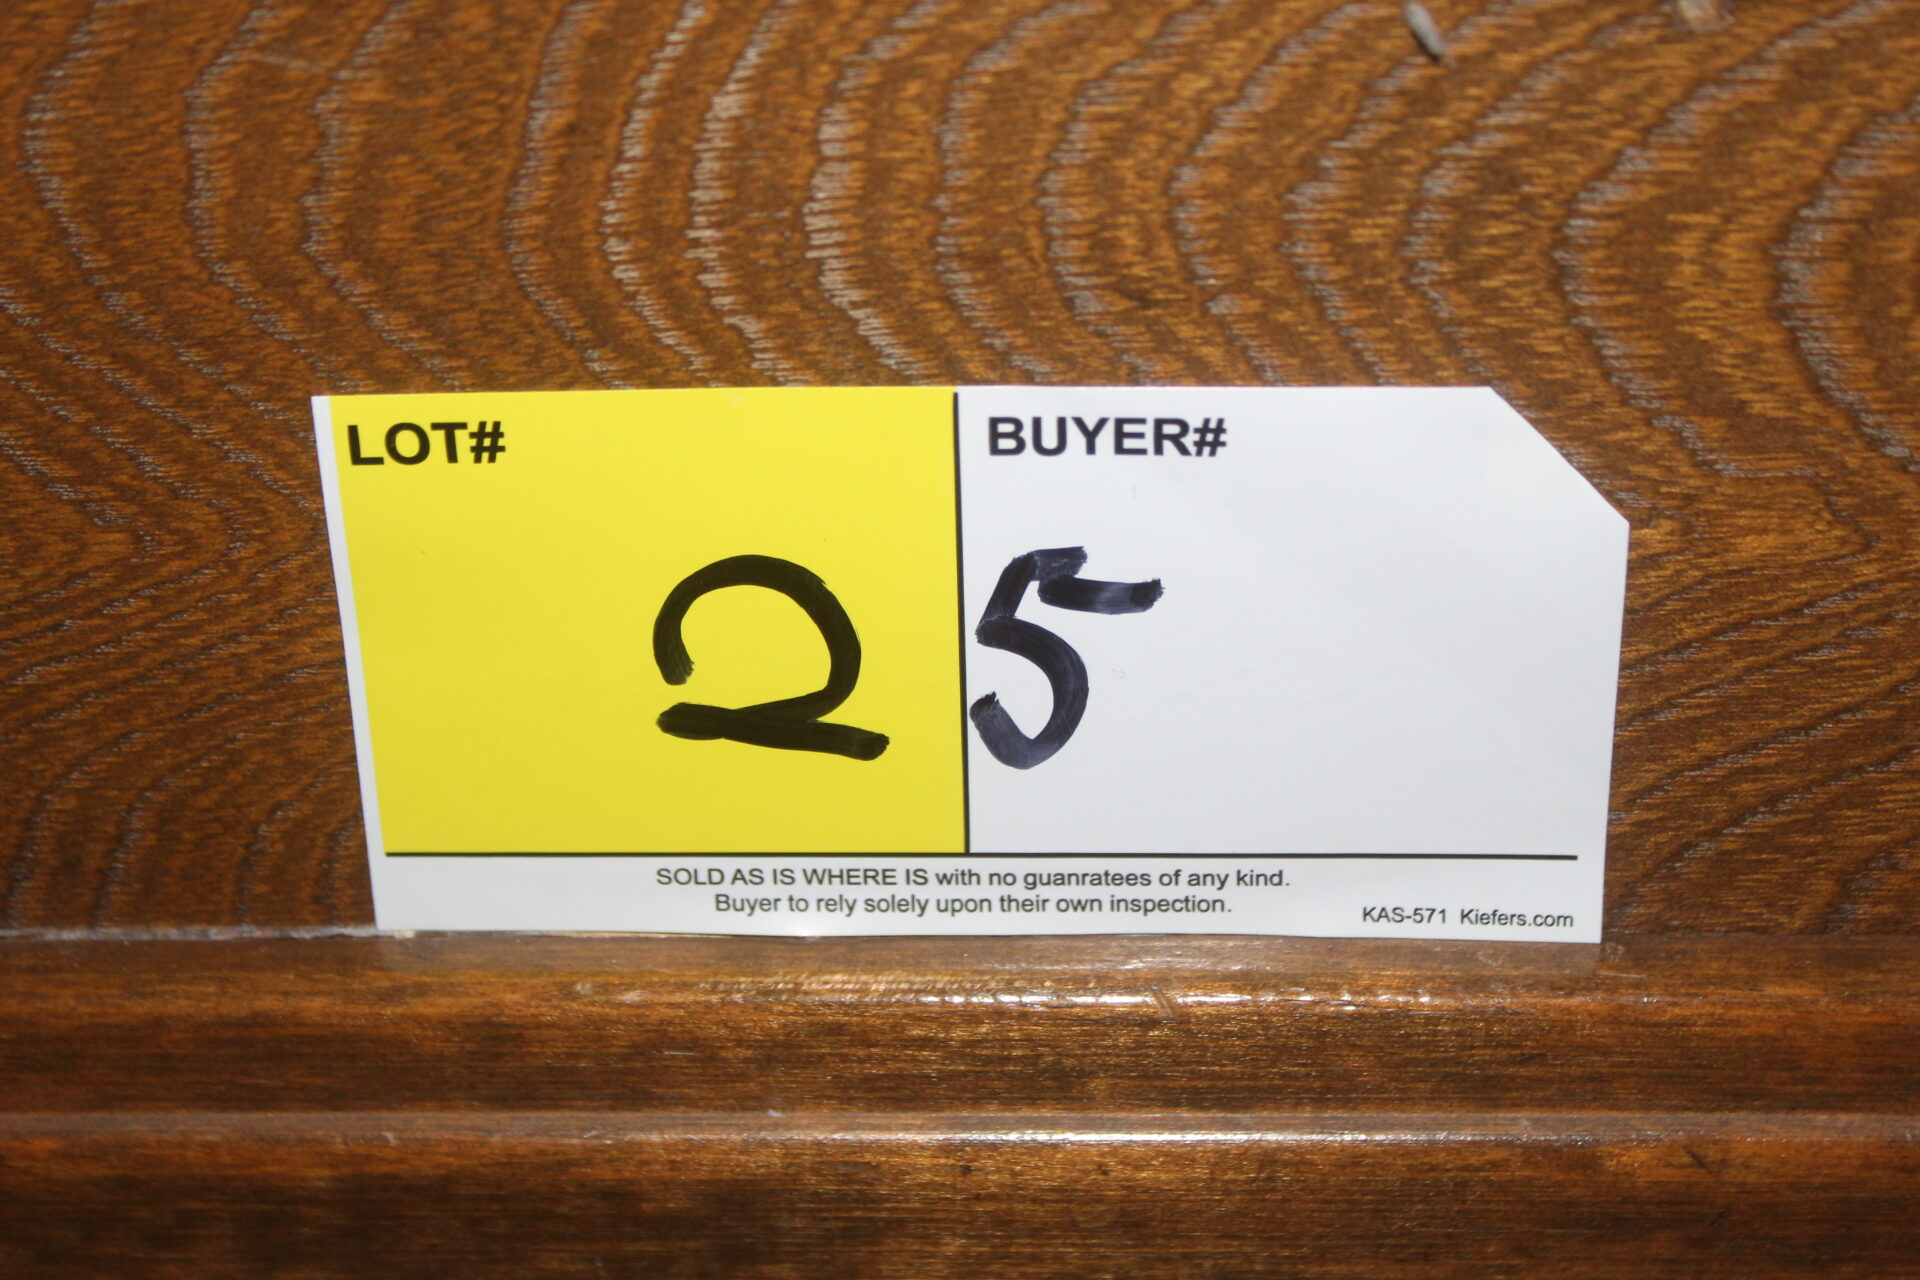 LOT# BUYER#
25
SOLD AS IS WHERE IS with no guanratees of any kind.
Buyer to rely solely upon their own inspection.
KAS-571 Kiefers.com